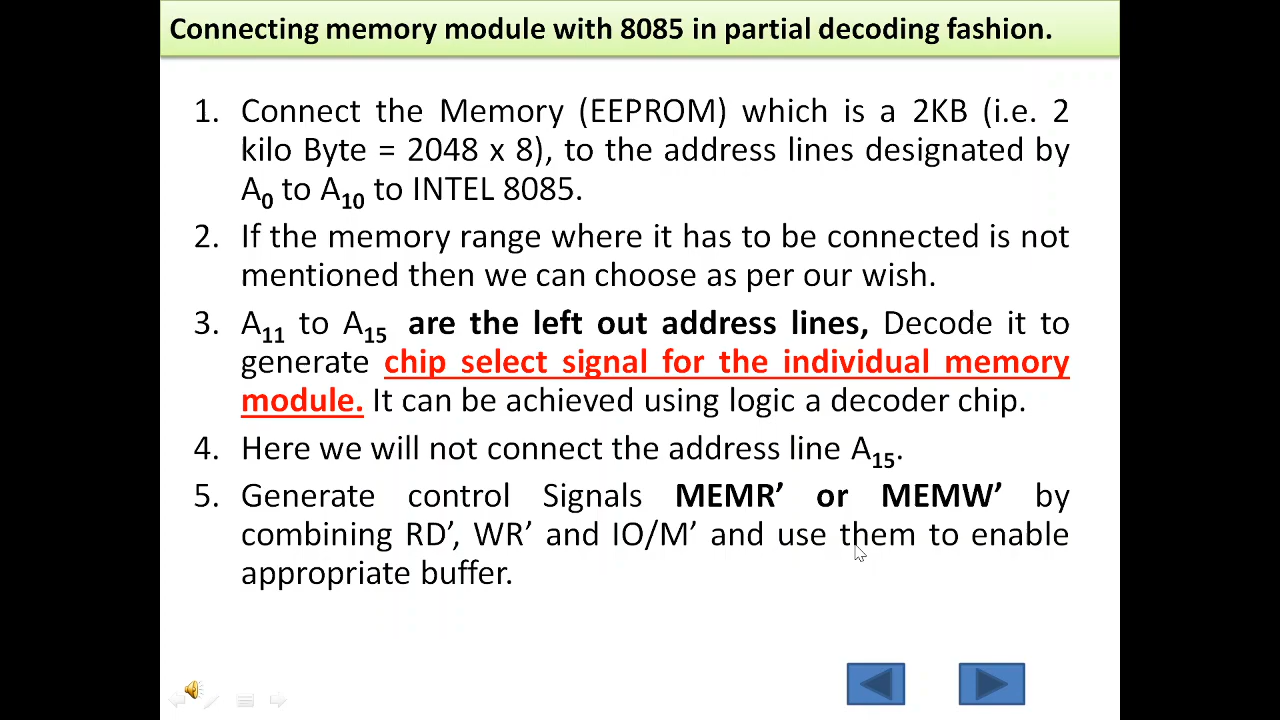 Connecting memory module with 8085 in partial decoding fashion.
1. Connect the Memory (EEPROM) which is a 2KB (i.e. 2
kilo Byte = 2048 x 8), to the address lines designated by
A0 to A10 to INTEL 8085.
2. If the memory range where it has to be connected is not
mentioned then we can choose as per our wish.
3. A11 to A15 are the left out address lines, Decode it to
generate chip select signal for the individual memory
module. It can be achieved using logic a decoder chip.
4. Here we will not connect the address line A15.
5. Generate control Signals MEMR’ or MEMW’ by
combining RD’, WR’ and IO/M’ and use them to enable
appropriate buffer.